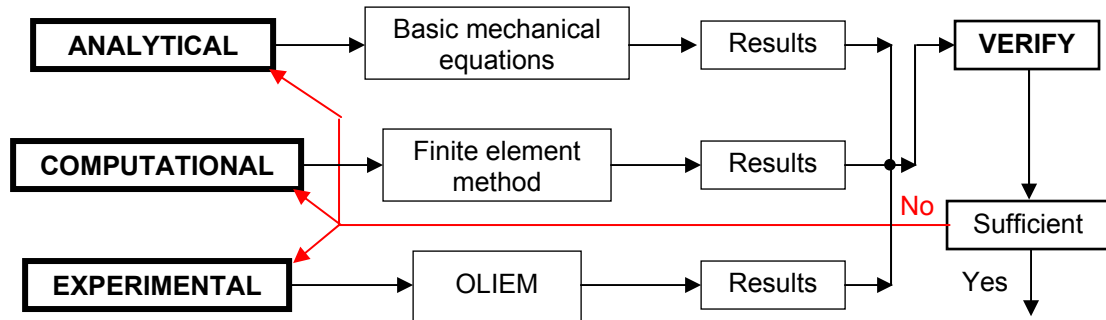 ANALYTICAL
Basic mechanical
equations
Results
VERIFY
COMPUTATIONAL
Finite element
method
Results
No
Sufficient
EXPERIMENTAL
OLIEM
Results
Yes